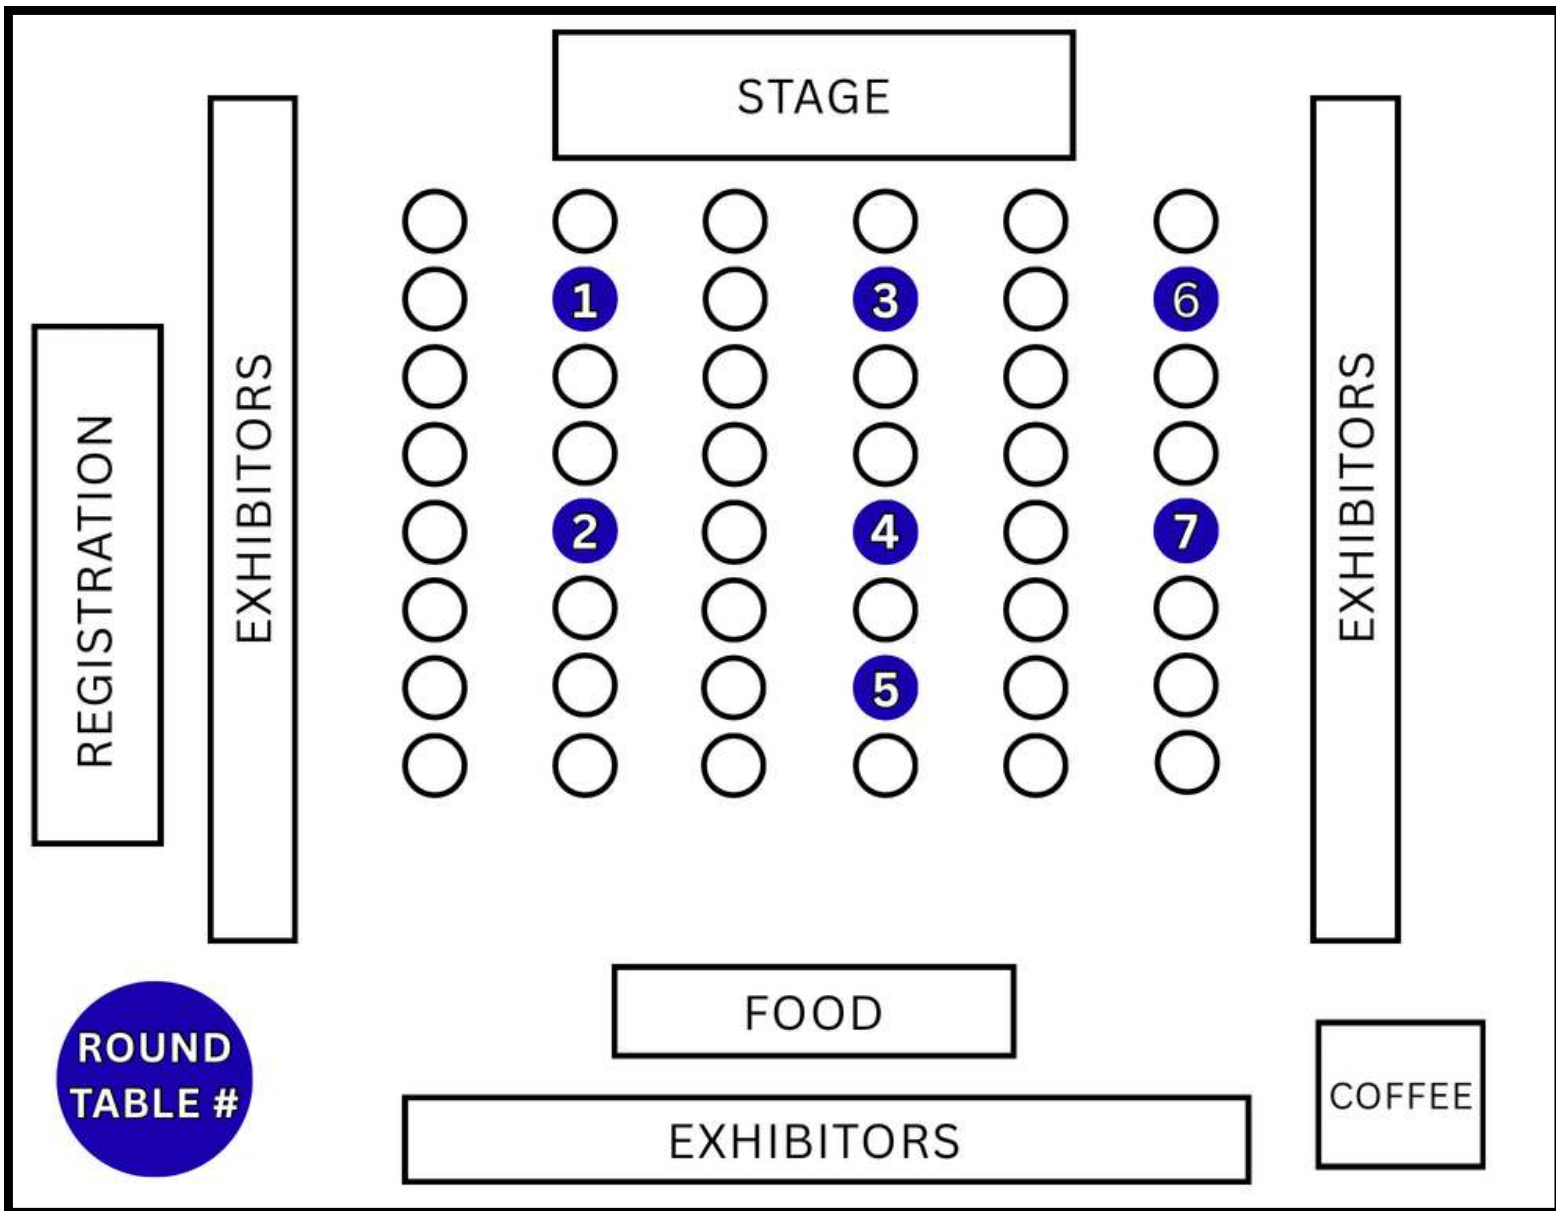 STAGE
EXHIBITORS
REGISTRATION
1
3
6
2
4
7
5
EXHIBITORS
FOOD
ROUND
TABLE #
COFFEE
EXHIBITORS